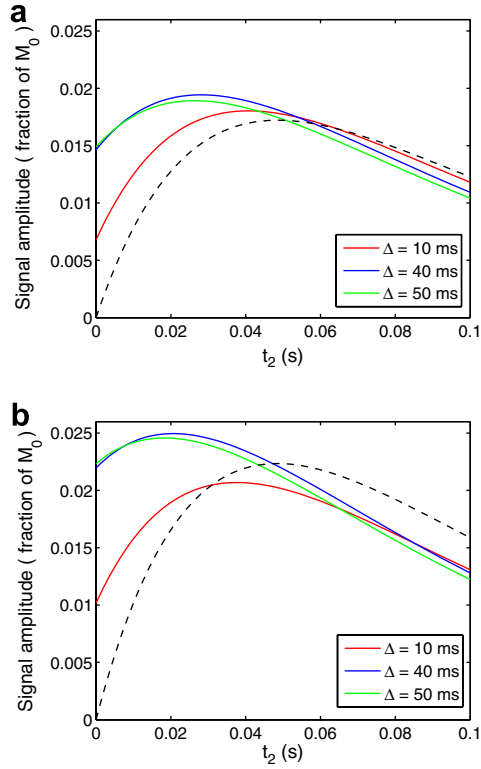 a
0.025
0.02
0.015
0.01
0.005
0
Signal amplitude ( fraction of M₀)
Δ = 10 ms
Δ = 40 ms
Δ = 50 ms
0 0.02 0.04 0.06 0.08 0.1
t₂ (s)
b
0.025
0.02
0.015
0.01
0.005
0
Signal amplitude ( fraction of M₀)
Δ = 10 ms
Δ = 40 ms
Δ = 50 ms
0 0.02 0.04 0.06 0.08 0.1
t₂ (s)